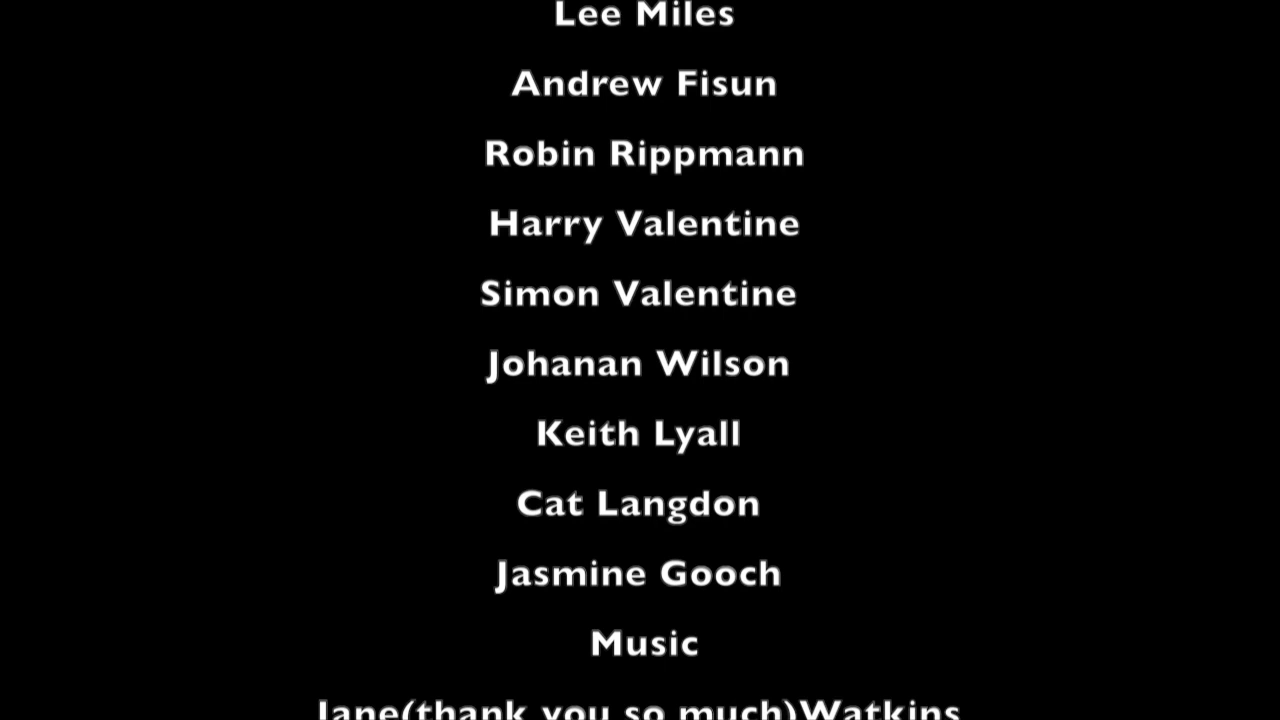 Lee Miles
Andrew Fisun
Robin Rippmann
Harry Valentine
Simon Valentine
Johanan Wilson
Keith Lyall
Cat Langdon
Jasmine Gooch
Music
Jane(thank you so much)Watkins